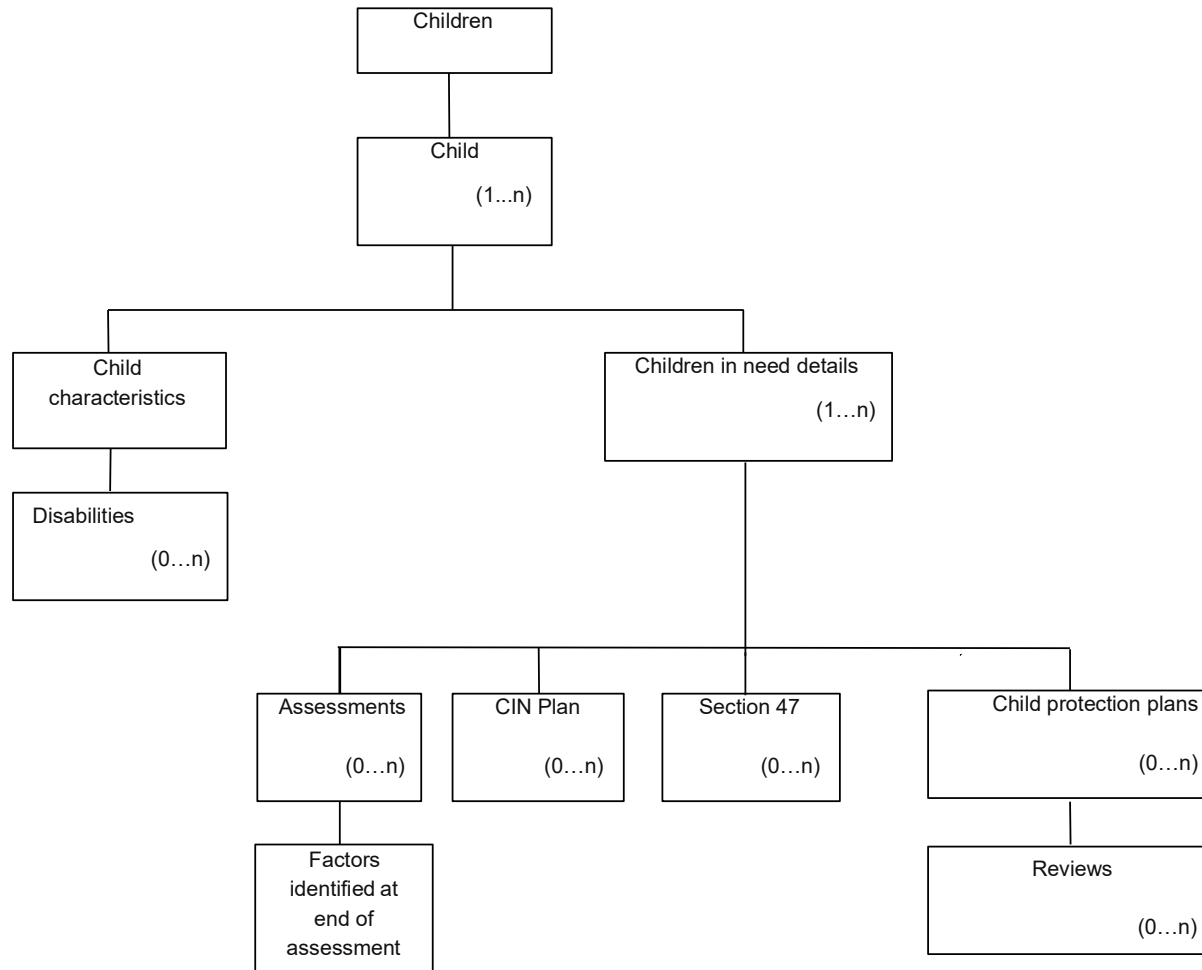 Children
Child
(1...n)
Child
characteristics
Children in need details
(1…n)
Disabilities
(0…n)
Assessments
(0…n)
CIN Plan
(0…n)
Section 47
(0…n)
Child protection plans
(0…n)
Factors
identified at
end of
assessment
Reviews
(0…n)